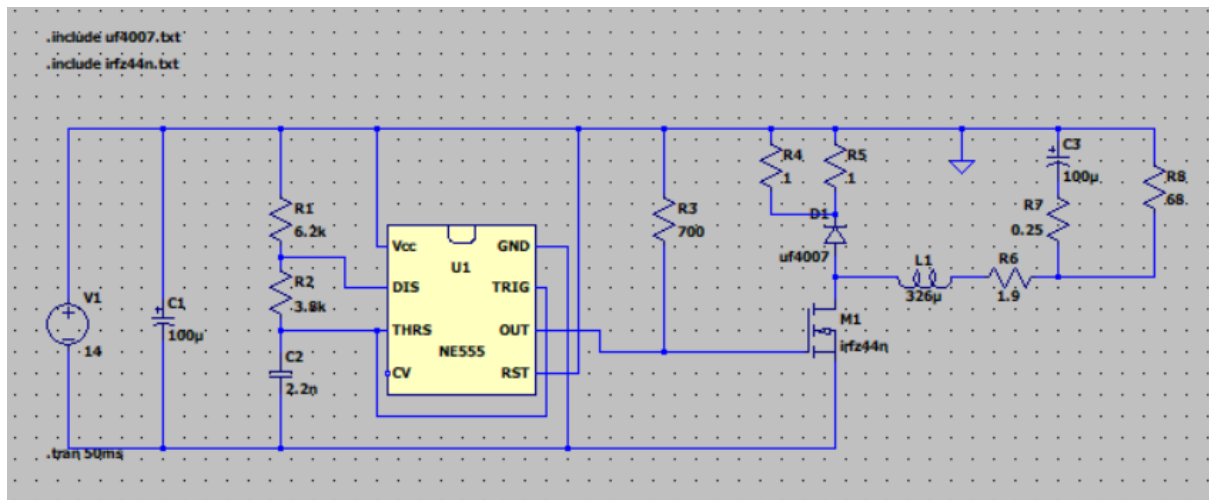 .include uf4007.txt
.include irfz44n.txt
V1
14
C1
100µ
R1
6.2k
R2
3.8k
C2
2.2n
Vcc
GND
U1
DIS
TRIG
THRS
OUT
NE555
CV
RST
R3
700
R4
.1
R5
.1
D1
uf4007
M1
irfz44n
L1
326µ
R6
1.9
C3
100µ
R7
0.25
R8
68
.tran 50ms